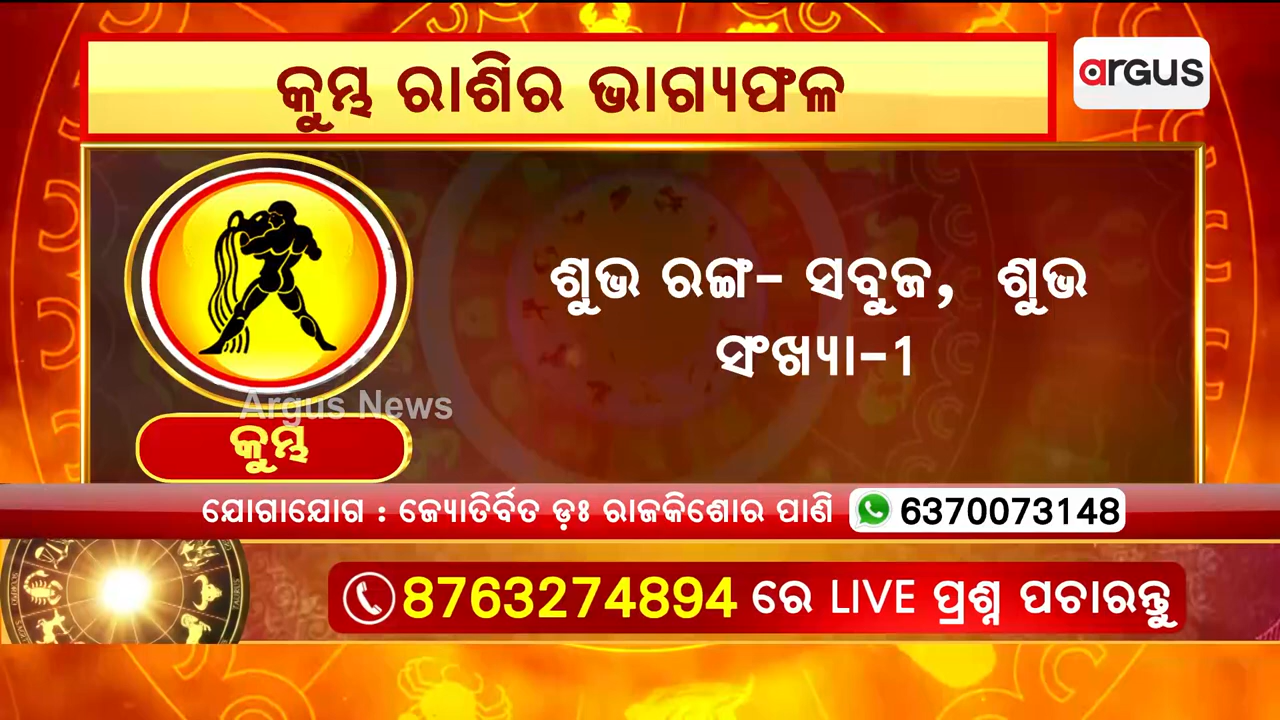 କୁମ୍ଭ ରାଶିର ଭାଗ୍ୟଫଳ
argus
ଶୁଭ ରଙ୍ଗ- ସବୁଜ, ଶୁଭ
ସଂଖ୍ୟା-1
Argus News
କୁମ୍ଭ
ଯୋଗାଯୋଗ : ଜ୍ୟୋତିର୍ବିତ ଡ଼ଃ ରାଜକିଶୋର ପାଣି 6370073148
8763274894 ରେ LIVE ପ୍ରଶ୍ନ ପଚାରନ୍ତୁ